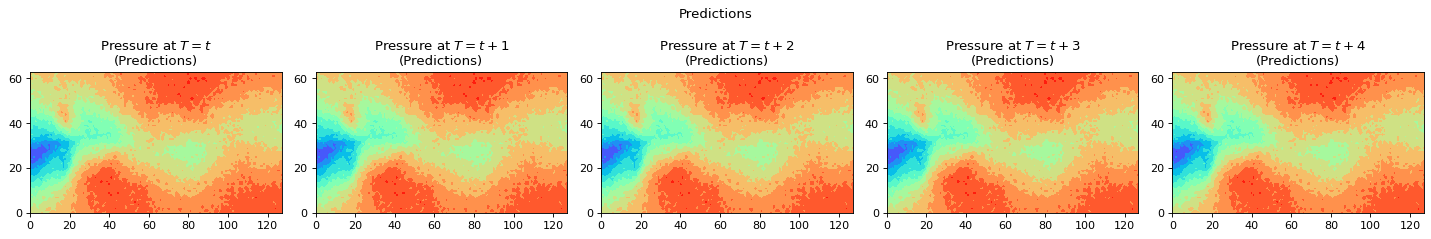 Predictions
Pressure at T = t
(Predictions)
Pressure at T = t + 1
(Predictions)
Pressure at T = t + 2
(Predictions)
Pressure at T = t + 3
(Predictions)
Pressure at T = t + 4
(Predictions)
60
40
20
0
0 20 40 60 80 100 120
60
40
20
0
0 20 40 60 80 100 120
60
40
20
0
0 20 40 60 80 100 120
60
40
20
0
0 20 40 60 80 100 120
60
40
20
0
0 20 40 60 80 100 120